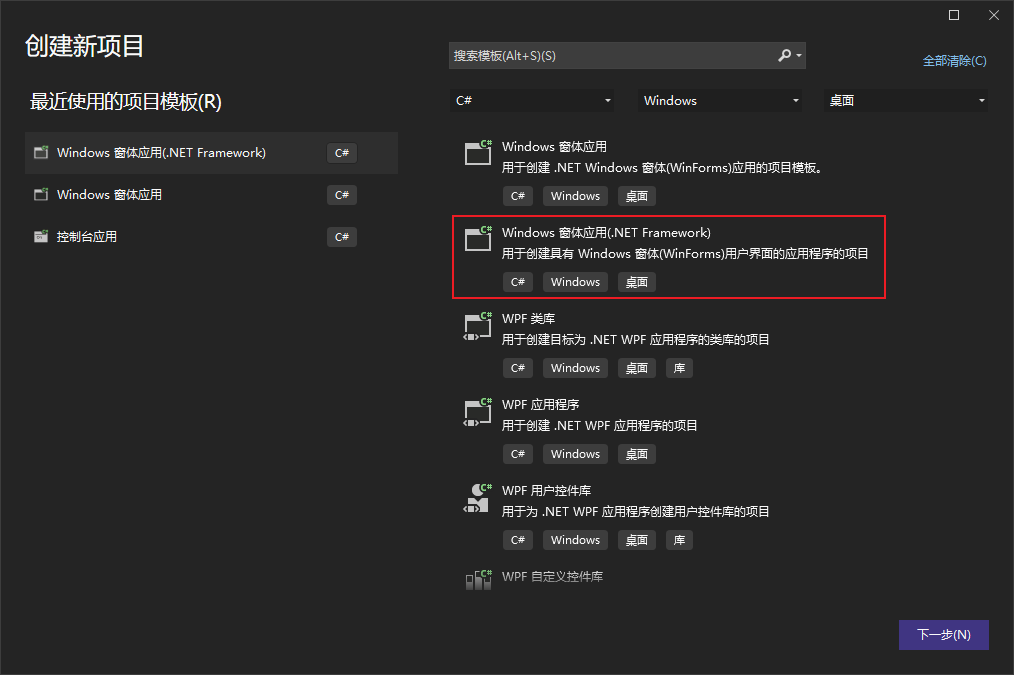 创建新项目
搜索模板(Alt+S)(S)
全部清除(C)
最近使用的项目模板(R)
C# Windows 桌面
Windows 窗体应用(.NET Framework) C#
Windows 窗体应用 C#
控制台应用 C#
Windows 窗体应用
用于创建 .NET Windows 窗体(WinForms)应用的项目模板。
C# Windows 桌面
Windows 窗体应用(.NET Framework)
用于创建具有 Windows 窗体(WinForms)用户界面的应用程序的项目
C# Windows 桌面
WPF 类库
用于创建目标为 .NET WPF 应用程序的类库的项目
C# Windows 桌面 库
WPF 应用程序
用于创建 .NET WPF 应用程序的项目
C# Windows 桌面
WPF 用户控件库
用于为 .NET WPF 应用程序创建用户控件库的项目
C# Windows 桌面 库
WPF 自定义控件库
下一步(N)